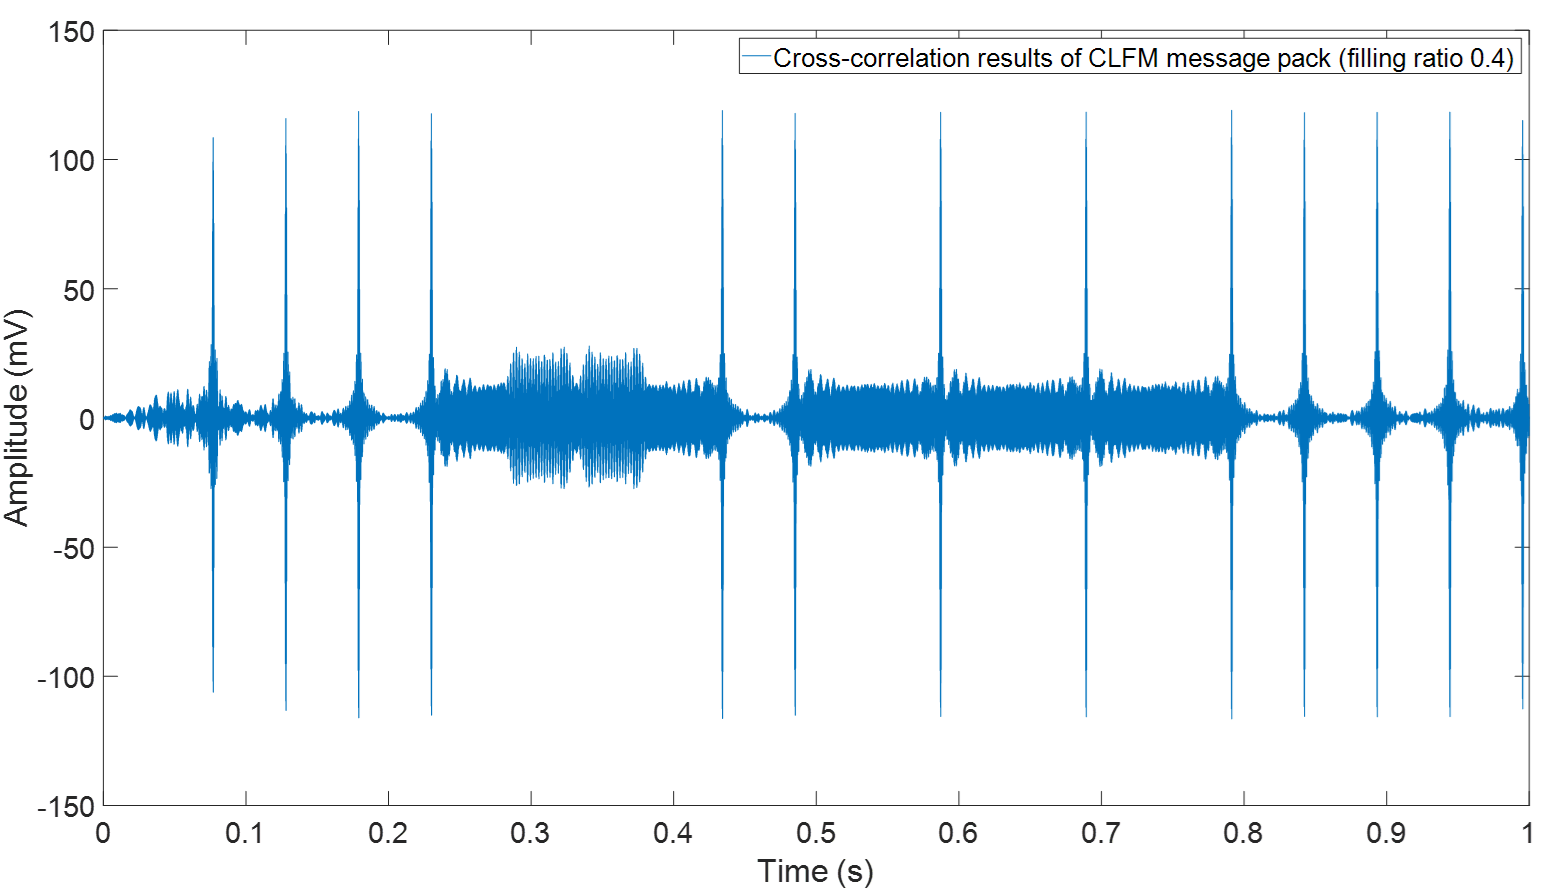 Cross-correlation results of CLFM message pack (filling ratio 0.4)
150
100
50
0
-50
-100
-150
Amplitude (mV)
0 0.1 0.2 0.3 0.4 0.5 0.6 0.7 0.8 0.9 1
Time (s)